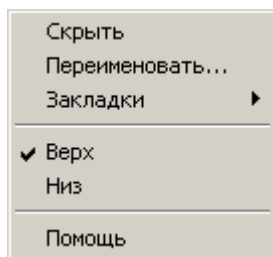 Скрыть
Переименовать...
Закладки
Верх
Низ
Помощь